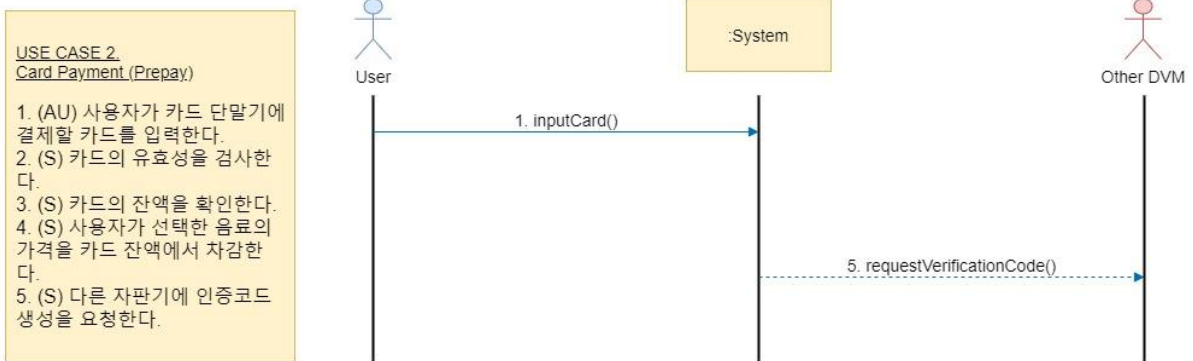 USE CASE 2.
Card Payment (Prepay)
1. (AU) 사용자가 카드 단말기에
결제할 카드를 입력한다.
2. (S) 카드의 유효성을 검사한
다.
3. (S) 카드의 잔액을 확인한다.
4. (S) 사용자가 선택한 음료의
가격을 카드 잔액에서 차감한
다.
5. (S) 다른 자판기에 인증코드
생성을 요청한다.
User
:System
Other DVM
1. inputCard()
5. requestVerificationCode()